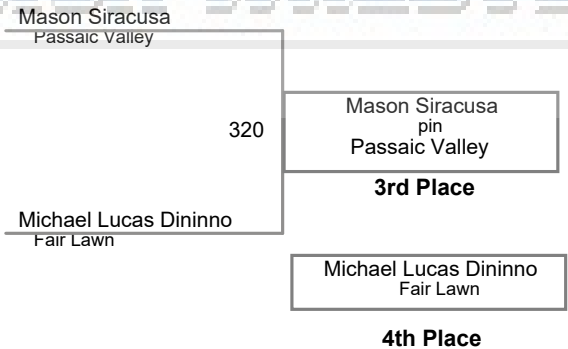 Mason Siracusa
Passaic Valley
320
Mason Siracusa
pin
Passaic Valley
3rd Place
Michael Lucas Dininno
Fair Lawn
Michael Lucas Dininno
Fair Lawn
4th Place